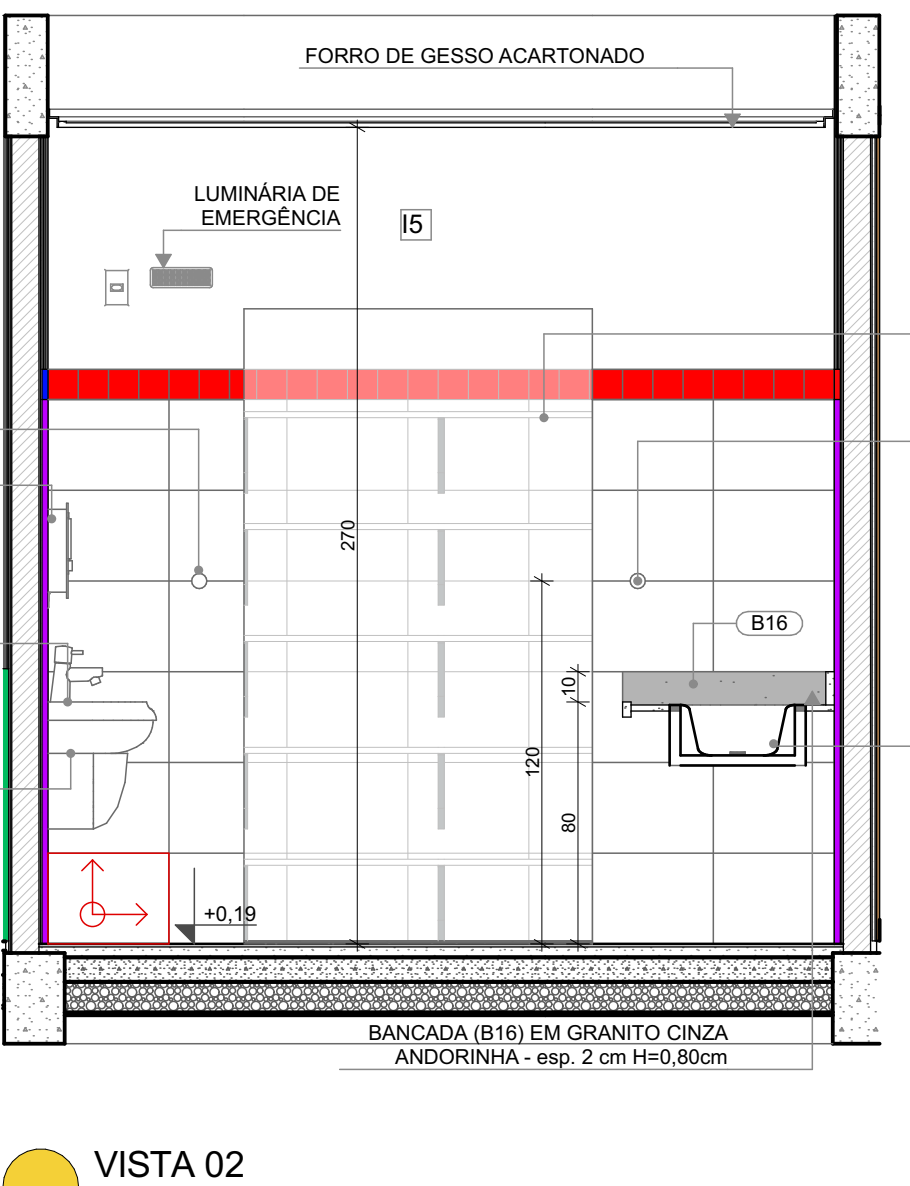 FORRO DE GESSO ACARTONADO
LUMINÁRIA DE
EMERGÊNCIA
I5
270
B16
10
120
80
+0,19
BANCADA (B16) EM GRANITO CINZA
ANDORINHA - esp. 2 cm H=0,80cm
VISTA 02